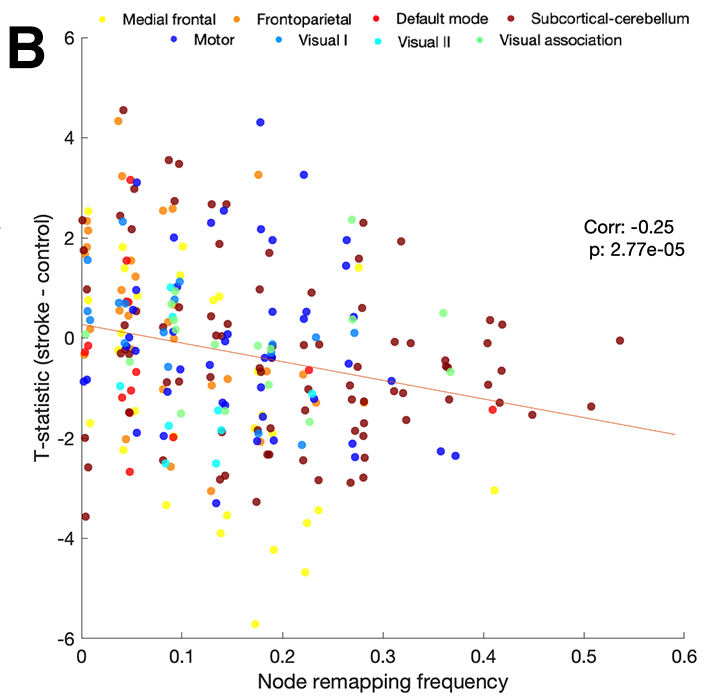 B
Medial frontal Frontoparietal Default mode Subcortical-cerebellum
Motor Visual I Visual II Visual association
6
4
2
0
-2
-4
-6
T-statistic (stroke - control)
Corr: -0.25
p: 2.77e-05
0 0.1 0.2 0.3 0.4 0.5 0.6
Node remapping frequency